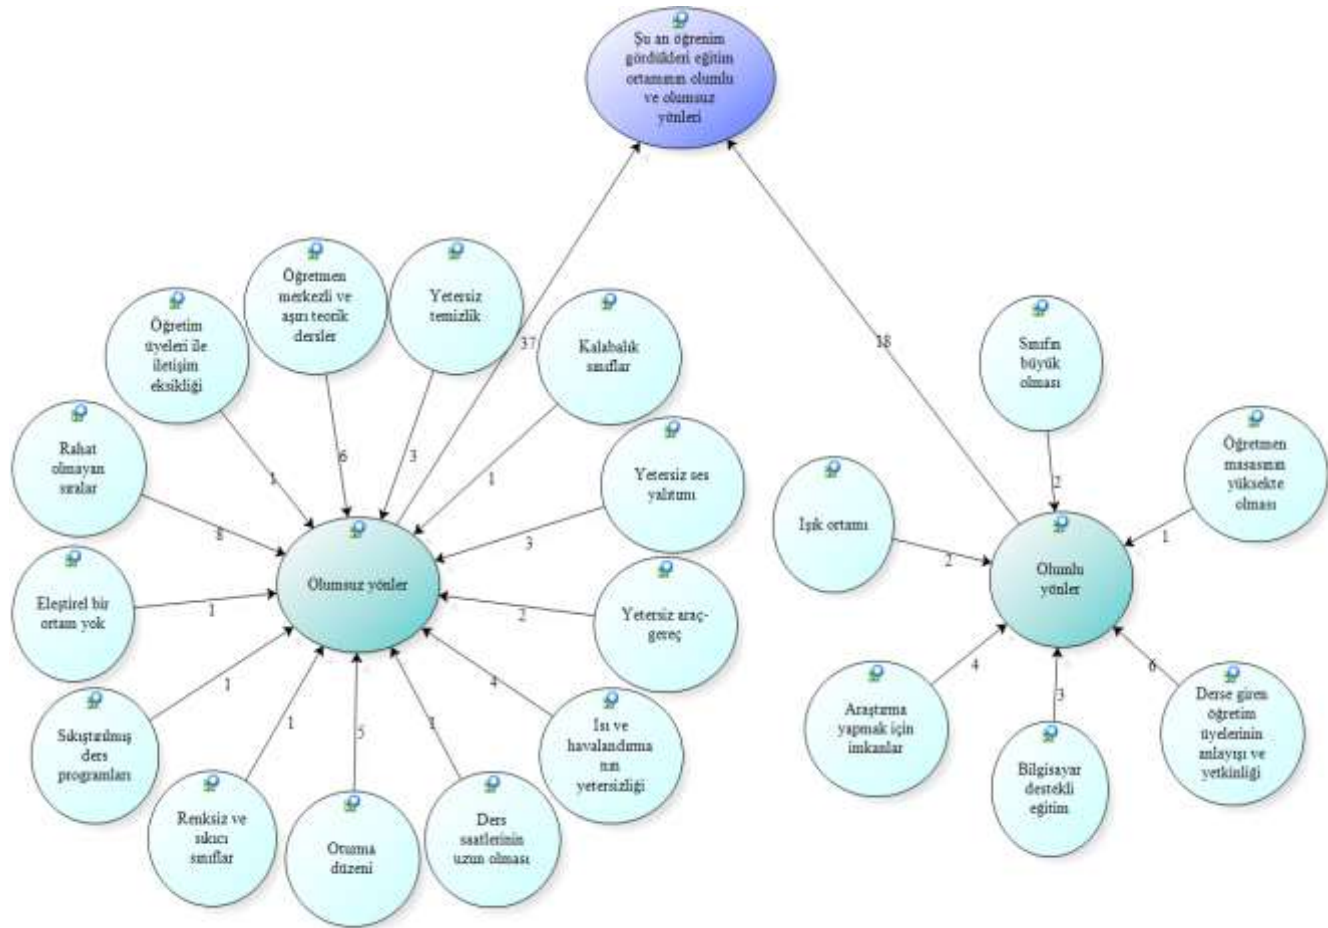 Şu an öğrenim
gördükleri eğitim
ortamının olumlu
ve olumsuz
yönleri
Öğretmen
merkezli ve
aşırı teorik
dersler
Yetersiz
temizlik
Öğretim
üyeleri ile
iletişim
eksikliği
37
Kalabalık
sınıflar
18
Sınıfın
büyük
olması
Rahat
olmayan
sıralar
1
6
3
1
Yetersiz ses
yalıtımı
2
Öğretmen
masasının
yüksekte
olması
8
3
Işık ortamı
2
1
Olumsuz yönler
Olumlu
yönler
Eleştirel bir
ortam yok
1
2
Yetersiz araç-
gereç
Sıkıştırılmış
ders
programları
1
1
5
1
4
Isı ve
havalandırma
nın
yetersizliği
Araştırma
yapmak için
imkanlar
4
3
6
Derse giren
öğretim
üyelerinin
anlayışı ve
yetkinliği
Renksiz ve
sıkıcı
sınıflar
Oturma
düzeni
Ders
saatlerinin
uzun olması
Bilgisayar
destekli
eğitim